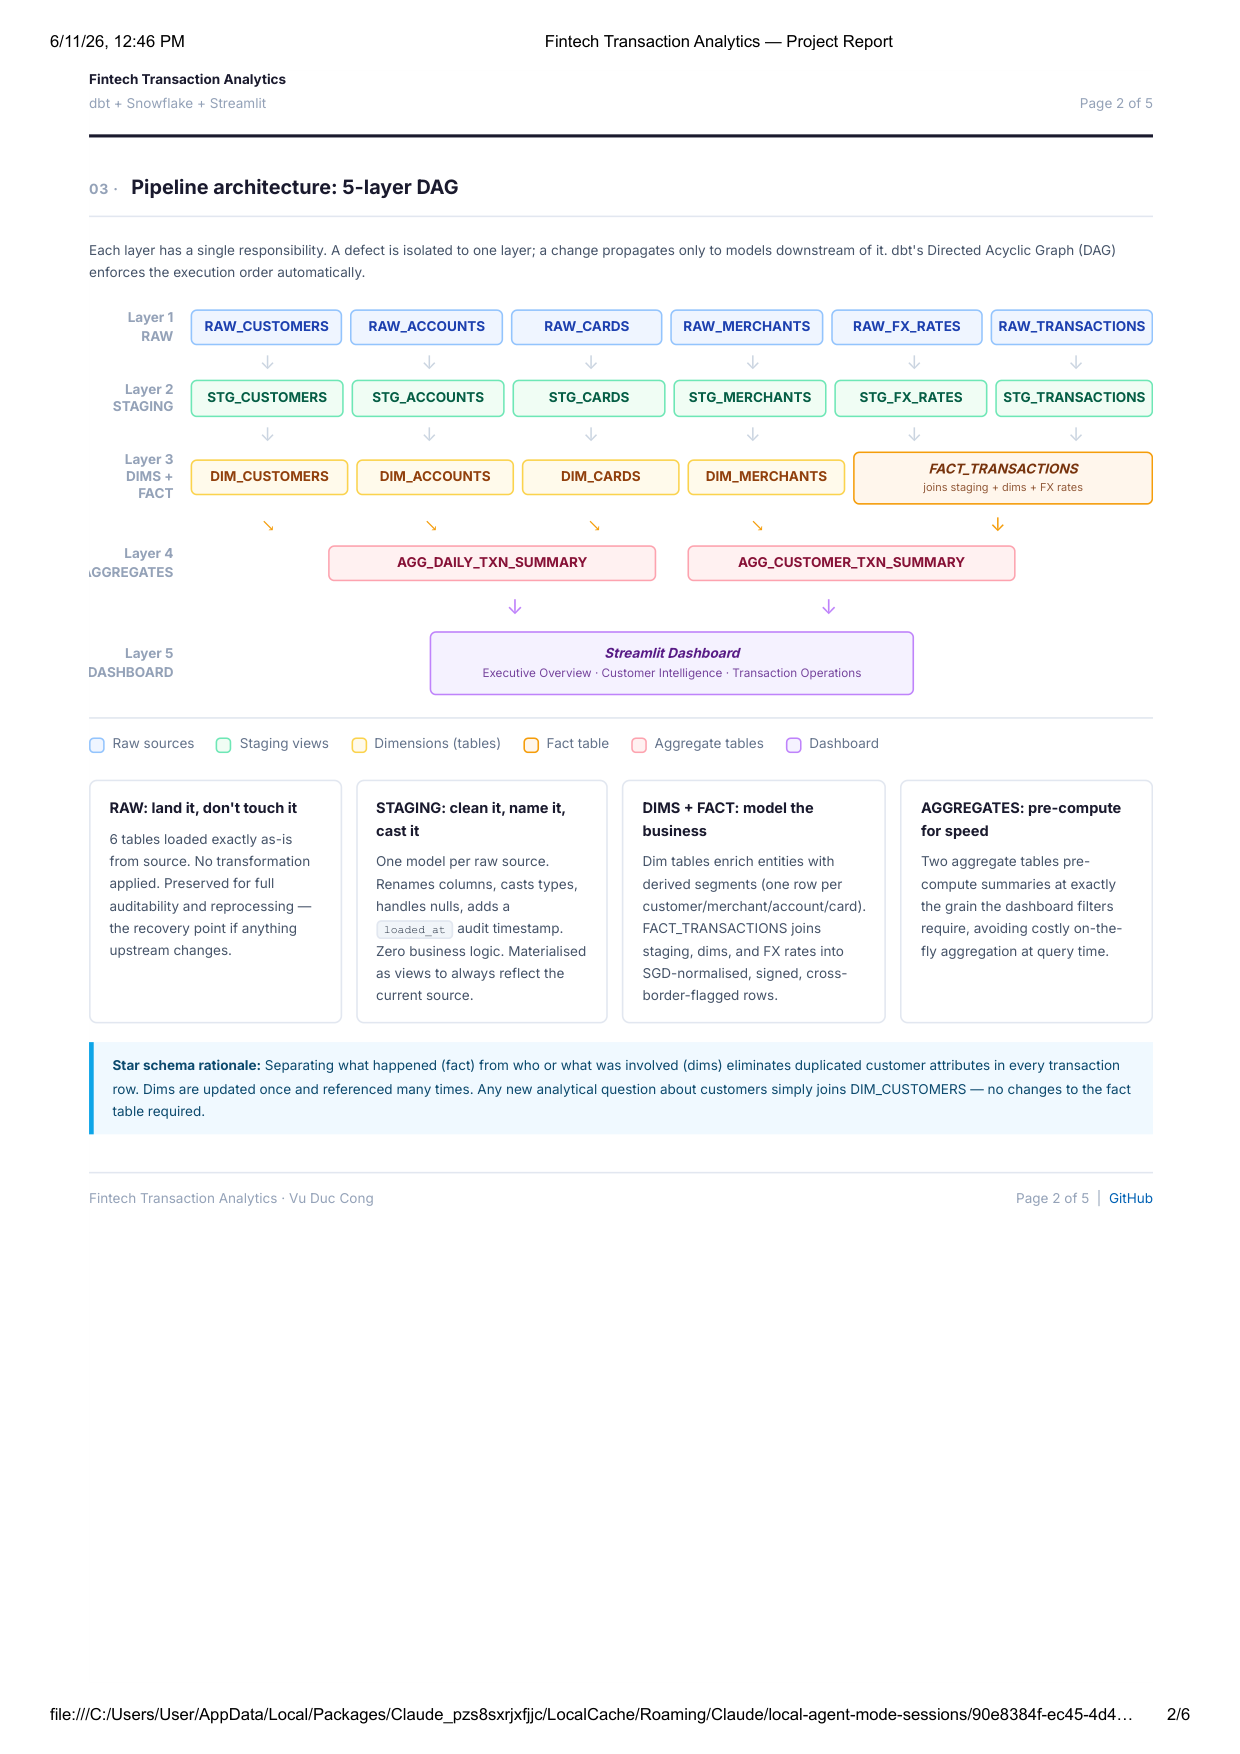 6/11/26, 12:46 PM
Fintech Transaction Analytics — Project Report
Fintech Transaction Analytics
dbt + Snowflake + Streamlit
Page 2 of 5
03 · Pipeline architecture: 5-layer DAG
Each layer has a single responsibility. A defect is isolated to one layer; a change propagates only to models downstream of it. dbt's Directed Acyclic Graph (DAG)
enforces the execution order automatically.
Layer 1
RAW
RAW_CUSTOMERS
RAW_ACCOUNTS
RAW_CARDS
RAW_MERCHANTS
RAW_FX_RATES
RAW_TRANSACTIONS
↓ ↓ ↓ ↓ ↓ ↓
Layer 2
STAGING
STG_CUSTOMERS
STG_ACCOUNTS
STG_CARDS
STG_MERCHANTS
STG_FX_RATES
STG_TRANSACTIONS
↓ ↓ ↓ ↓ ↓ ↓
Layer 3
DIMS +
FACT
DIM_CUSTOMERS
DIM_ACCOUNTS
DIM_CARDS
DIM_MERCHANTS
FACT_TRANSACTIONS
joins staging + dims + FX rates
↘ ↘ ↘ ↘ ↓
Layer 4
AGGREGATES
AGG_DAILY_TXN_SUMMARY
AGG_CUSTOMER_TXN_SUMMARY
↓ ↓
Layer 5
DASHBOARD
Streamlit Dashboard
Executive Overview · Customer Intelligence · Transaction Operations
Raw sources
Staging views
Dimensions (tables)
Fact table
Aggregate tables
Dashboard
RAW: land it, don't touch it
6 tables loaded exactly as-is
from source. No transformation
applied. Preserved for full
auditability and reprocessing —
the recovery point if anything
upstream changes.
STAGING: clean it, name it,
cast it
One model per raw source.
Renames columns, casts types,
handles nulls, adds a
loaded_at audit timestamp.
Zero business logic. Materialised
as views to always reflect the
current source.
DIMS + FACT: model the
business
Dim tables enrich entities with
derived segments (one row per
customer/merchant/account/card).
FACT_TRANSACTIONS joins
staging, dims, and FX rates into
SGD-normalised, signed, cross-
border-flagged rows.
AGGREGATES: pre-compute
for speed
Two aggregate tables pre-
compute summaries at exactly
the grain the dashboard filters
require, avoiding costly on-the-
fly aggregation at query time.
Star schema rationale: Separating what happened (fact) from who or what was involved (dims) eliminates duplicated customer attributes in every transaction
row. Dims are updated once and referenced many times. Any new analytical question about customers simply joins DIM_CUSTOMERS — no changes to the fact
table required.
Fintech Transaction Analytics · Vu Duc Cong
Page 2 of 5 | GitHub
file:///C:/Users/User/AppData/Local/Packages/Claude_pzs8sxrjxfjjc/LocalCache/Roaming/Claude/local-agent-mode-sessions/90e8384f-ec45-4d4…
2/6